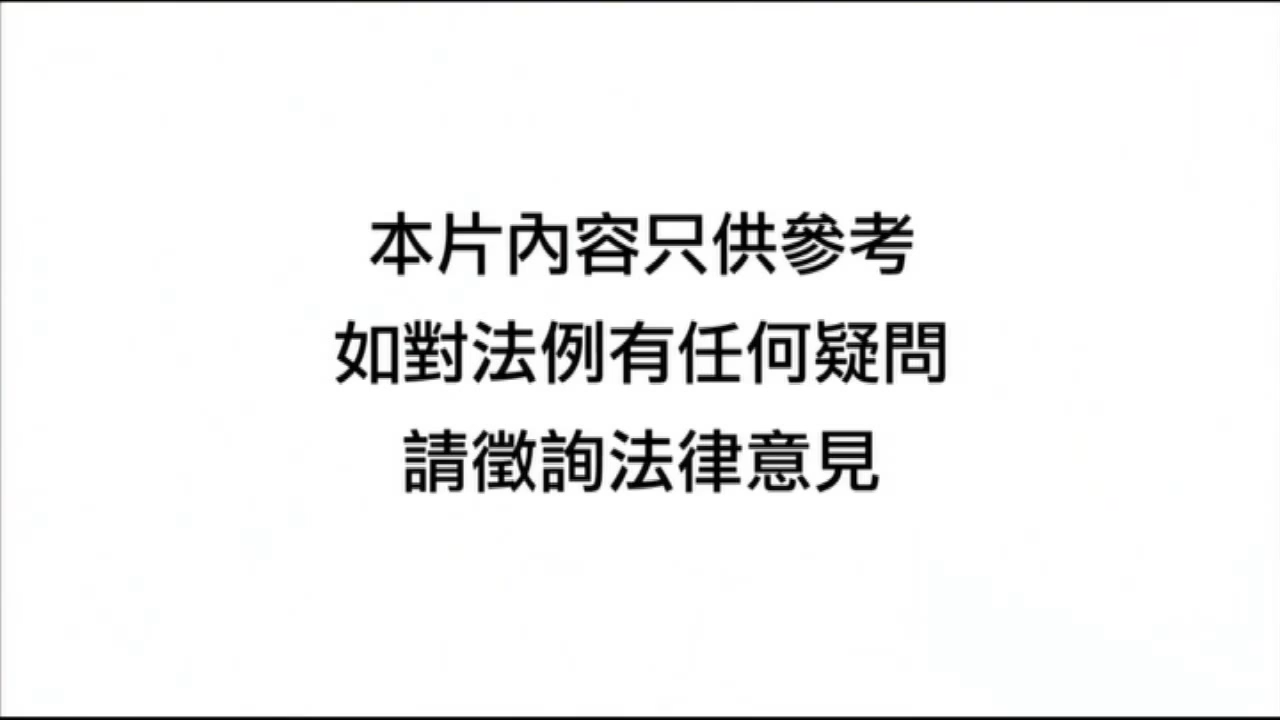 本片內容只供參考
如對法例有任何疑問
請徵詢法律意見